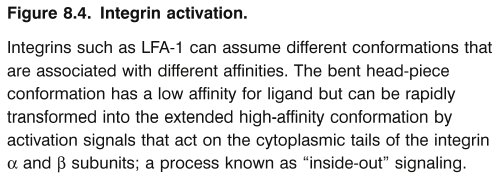 Figure 8.4. Integrin activation.
Integrins such as LFA-1 can assume different conformations that
are associated with different affinities. The bent head-piece
conformation has a low affinity for ligand but can be rapidly
transformed into the extended high-affinity conformation by
activation signals that act on the cytoplasmic tails of the integrin
α and β subunits; a process known as “inside-out” signaling.